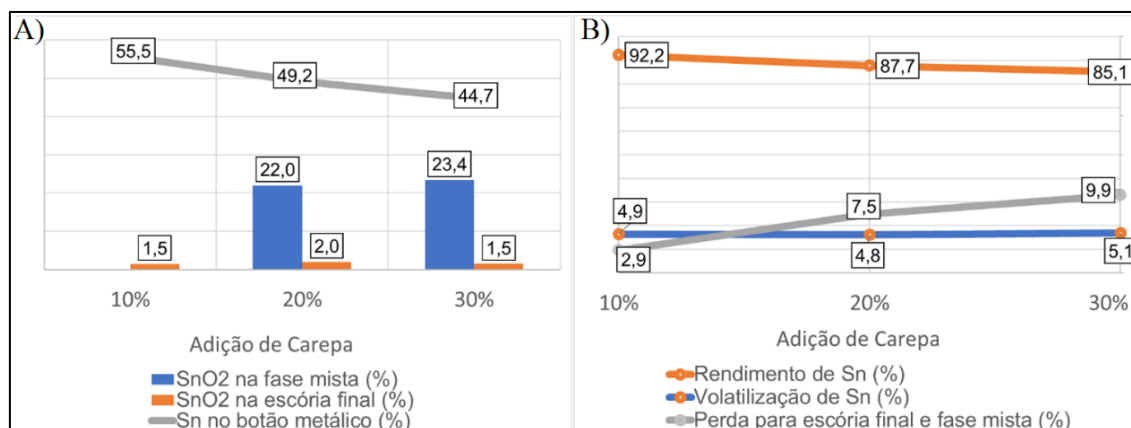 A)
55,5
49,2
44,7
22,0
23,4
1,5
2,0
1,5
10%
20%
30%
Adição de Carepa
SnO2 na fase mista (%)
SnO2 na escória final (%)
Sn no botão metálico (%)
B)
92,2
87,7
85,1
4,9
7,5
9,9
2,9
4,8
5,1
10%
20%
30%
Adição de Carepa
Rendimento de Sn (%)
Volatilização de Sn (%)
Perda para escória final e fase mista (%)